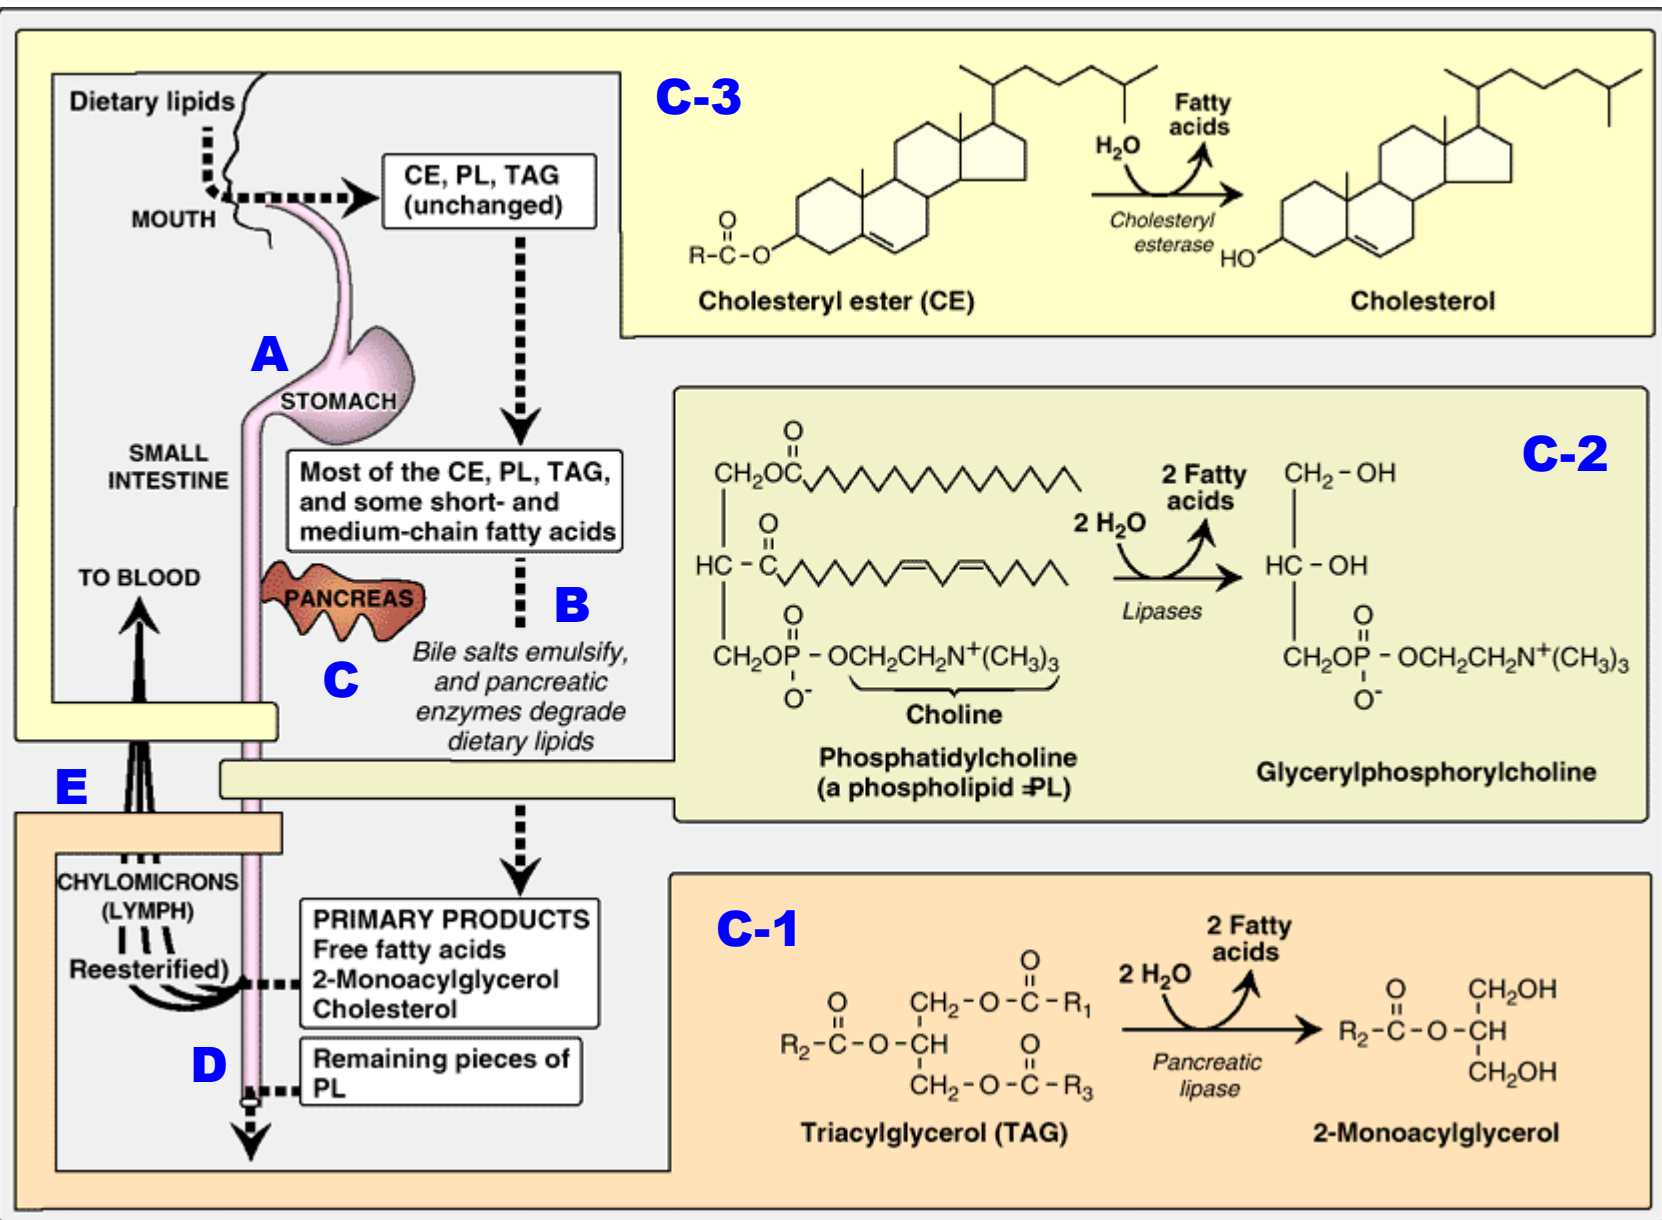 Dietary lipids
MOUTH
CE, PL, TAG
(unchanged)
A
STOMACH
SMALL
INTESTINE
Most of the CE, PL, TAG,
and some short- and
medium-chain fatty acids
TO BLOOD
PANCREAS
B
C
Bile salts emulsify,
and pancreatic
enzymes degrade
dietary lipids
E
CHYLOMICRONS
(LYMPH)
Reesterified)
PRIMARY PRODUCTS
Free fatty acids
2-Monoacylglycerol
Cholesterol
D
Remaining pieces of
PL
C-3
Fatty
acids
H₂O
Cholesteryl
esterase
O
R-C-O
HO
Cholesteryl ester (CE)
Cholesterol
C-2
O
CH₂OC
O
HC - C
O
CH₂OP - OCH₂CH₂N⁺(CH₃)₃
O⁻
Choline
Phosphatidylcholine
(a phospholipid =PL)
2 Fatty
acids
2 H₂O
Lipases
CH₂-OH
HC-OH
O
CH₂OP - OCH₂CH₂N⁺(CH₃)₃
O⁻
Glycerylphosphorylcholine
C-1
O
CH₂-O-C-R₁
O
R₂-C-O-CH
O
CH₂-O-C-R₃
Triacylglycerol (TAG)
2 Fatty
acids
2 H₂O
Pancreatic
lipase
O
CH₂OH
R₂-C-O-CH
CH₂OH
2-Monoacylglycerol